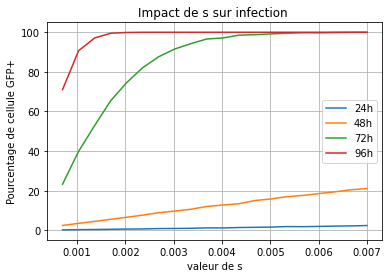 Impact de s sur infection
Pourcentage de cellule GFP+
100
80
60
40
20
0
24h
48h
72h
96h
0.001 0.002 0.003 0.004 0.005 0.006 0.007
valeur de s